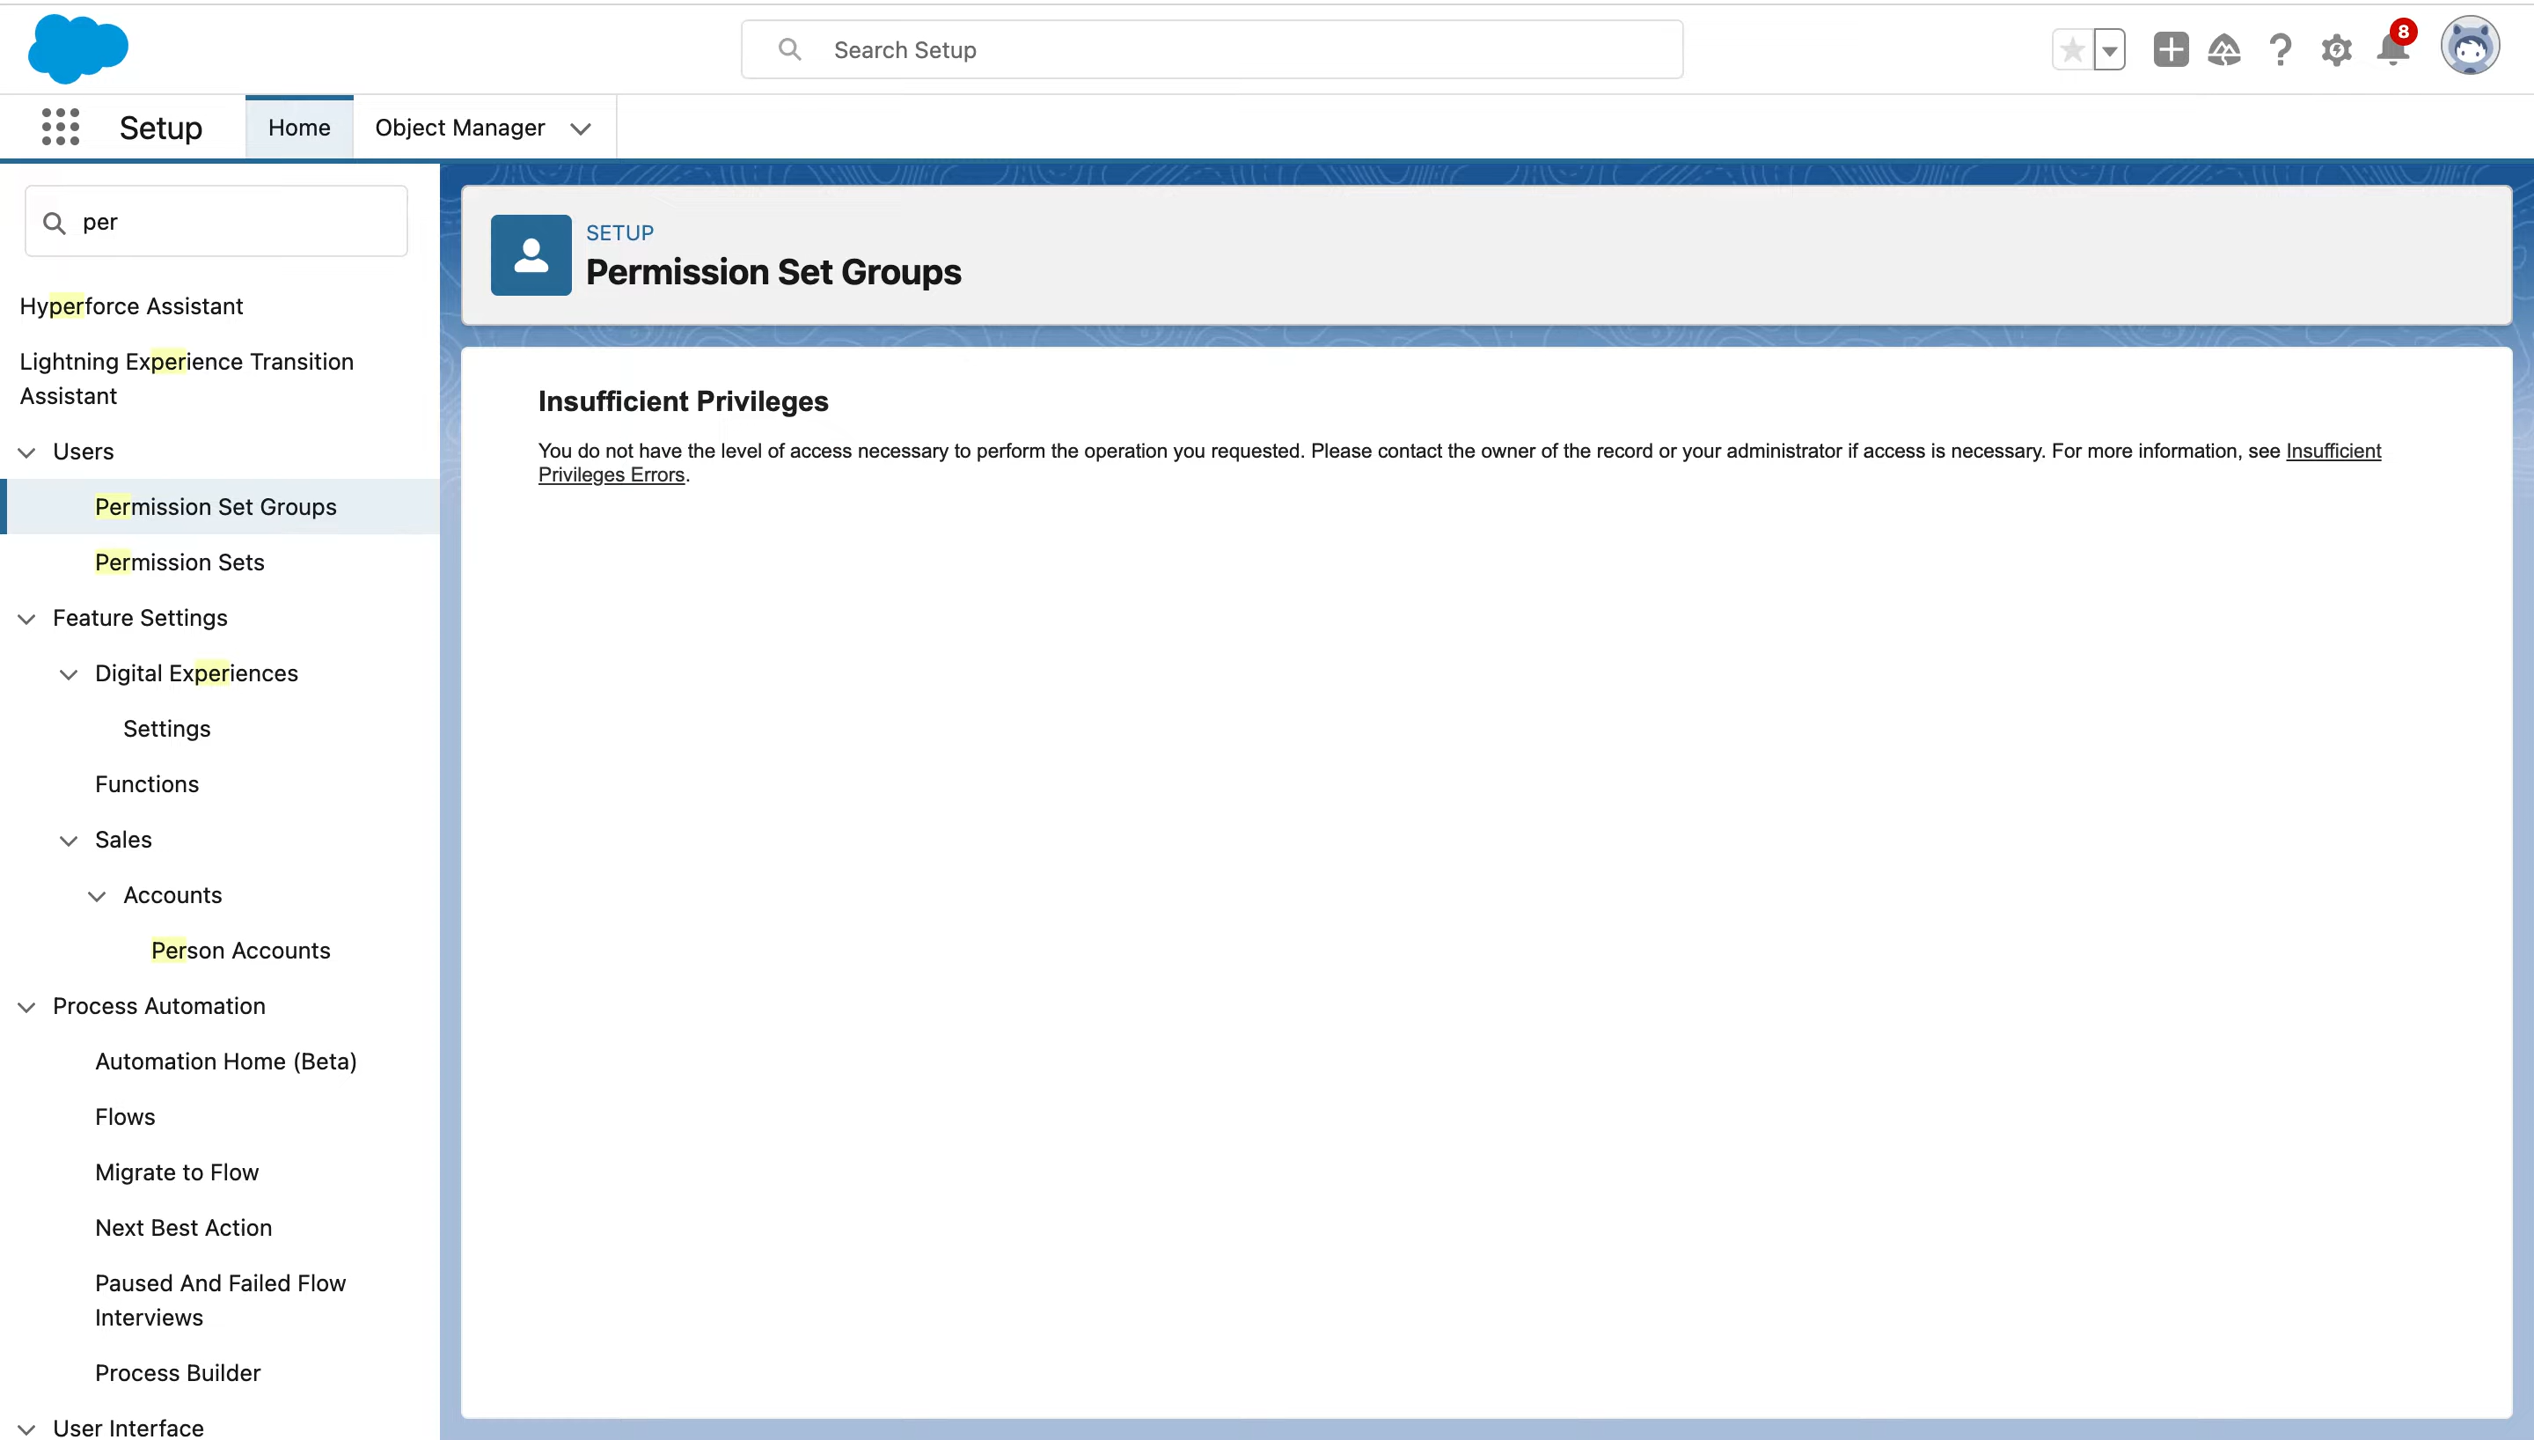 Search Setup
8
Setup
Home
Object Manager
per
Hyperforce Assistant
Lightning Experience Transition
Assistant
Users
Permission Set Groups
Permission Sets
Feature Settings
Digital Experiences
Settings
Functions
Sales
Accounts
Person Accounts
Process Automation
Automation Home (Beta)
Flows
Migrate to Flow
Next Best Action
Paused And Failed Flow
Interviews
Process Builder
User Interface
SETUP
Permission Set Groups
Insufficient Privileges
You do not have the level of access necessary to perform the operation you requested. Please contact the owner of the record or your administrator if access is necessary. For more information, see Insufficient
Privileges Errors.